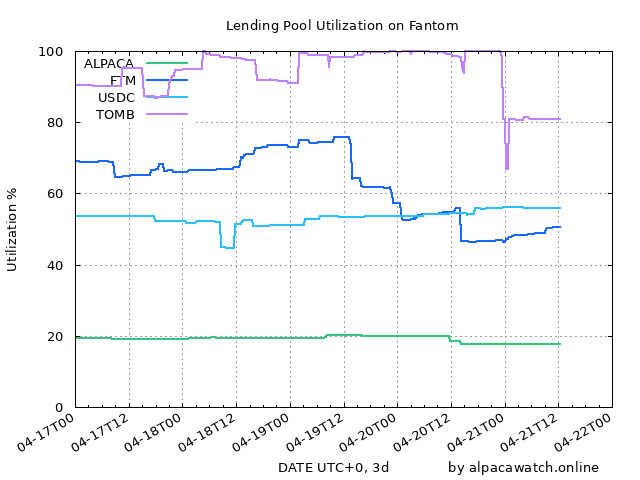 Lending Pool Utilization on Fantom
100
80
60
40
20
0
Utilization %
ALPACA
FTM
USDC
TOMB
04-17T00
04-17T12
04-18T00
04-18T12
04-19T00
04-19T12
04-20T00
04-20T12
04-21T00
04-21T12
04-22T00
DATE UTC+0, 3d
by alpacawatch.online